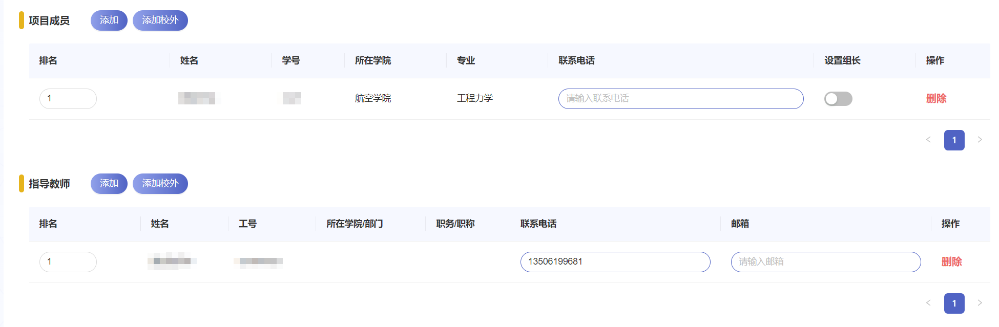 项目成员 添加 添加校外
排名 姓名 学号 所在学院 专业 联系电话 设置组长 操作
1 航空学院 工程力学 请输入联系电话 删除
< 1 >
指导教师 添加 添加校外
排名 姓名 工号 所在学院/部门 职务/职称 联系电话 邮箱 操作
1 13506199681 请输入邮箱 删除
< 1 >